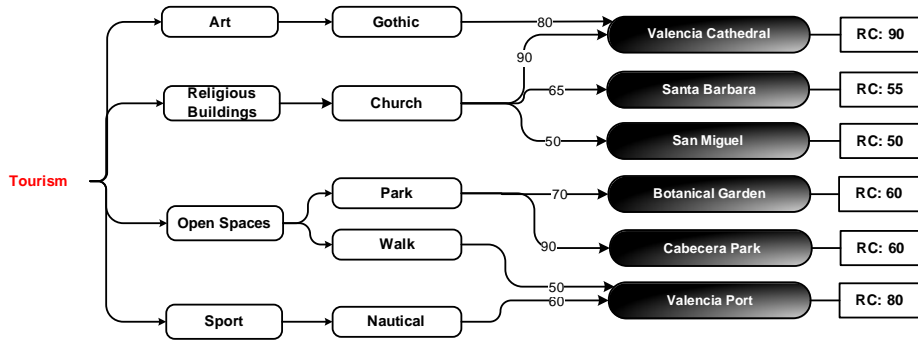 Art
Gothic
80
Valencia Cathedral
RC: 90
90
Religious
Buildings
Church
65
Santa Barbara
RC: 55
50
San Miguel
RC: 50
Tourism
Park
70
Botanical Garden
RC: 60
Open Spaces
Walk
90
Cabecera Park
RC: 60
50
Sport
Nautical
60
Valencia Port
RC: 80